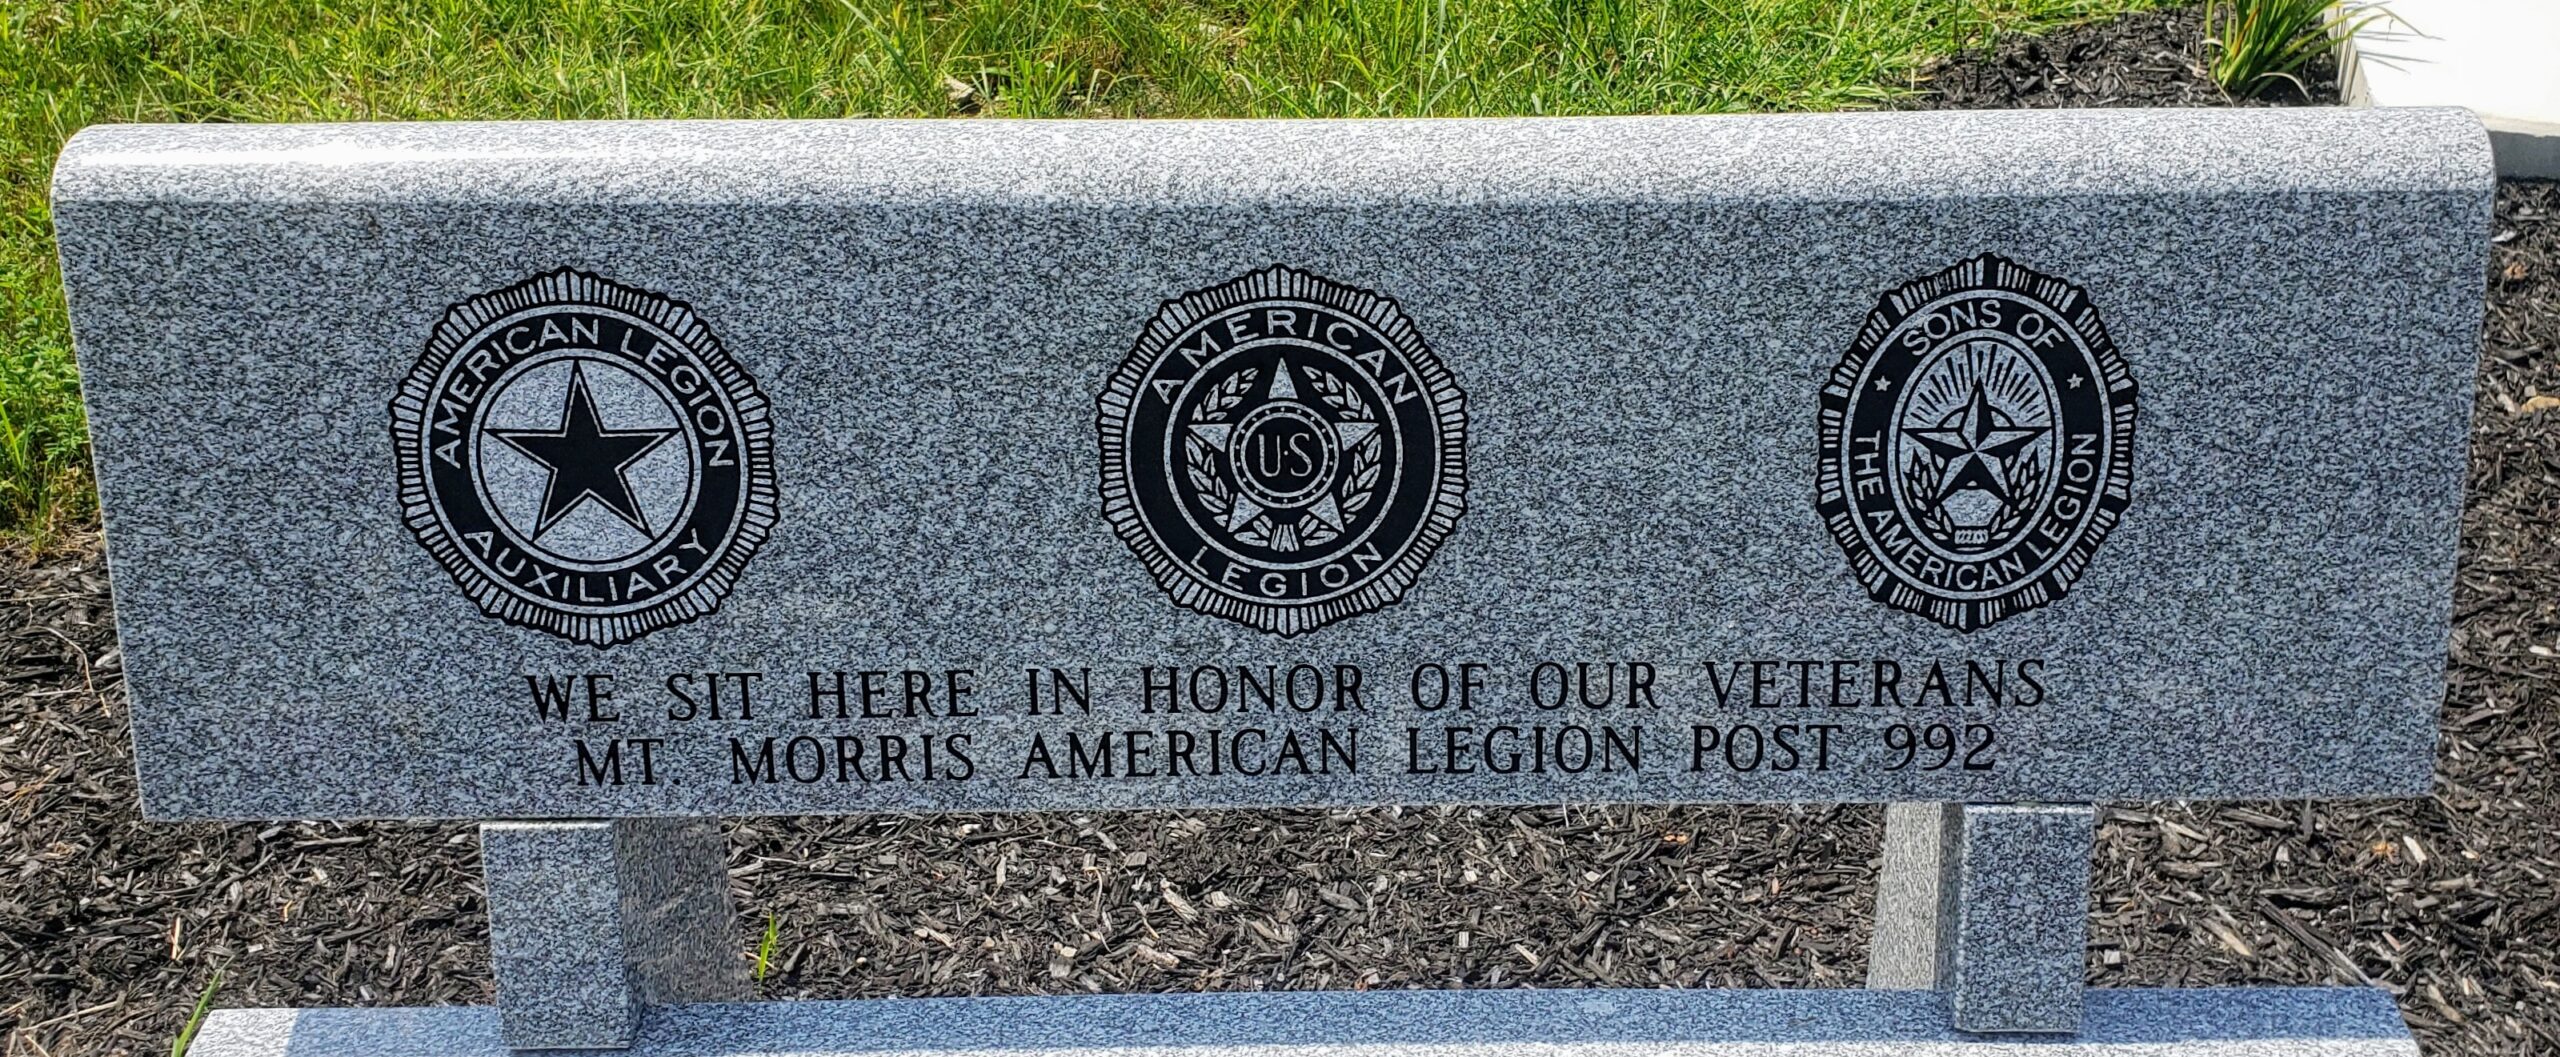 AMERICAN LEGION
AUXILIARY
AMERICAN
U·S
LEGION
SONS OF
THE AMERICAN LEGION
WE SIT HERE IN HONOR OF OUR VETERANS
MT. MORRIS AMERICAN LEGION POST 992